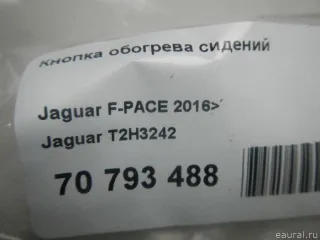 Кнопка обогрева сидений
Jaguar F-PACE 2016>
Jaguar T2H3242
70 793 488
eaural.ru